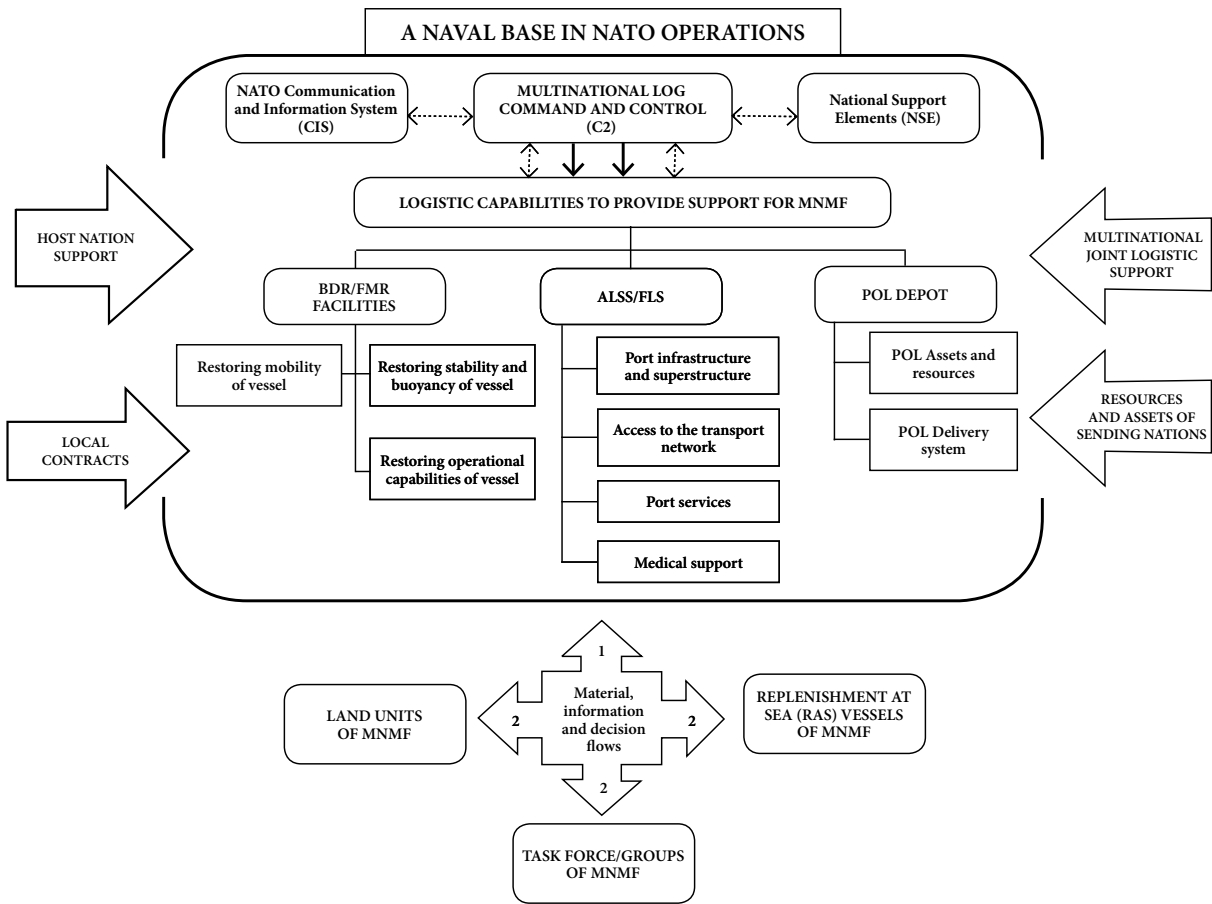 A NAVAL BASE IN NATO OPERATIONS
NATO Communication
and Information System
(CIS)
MULTINATIONAL LOG
COMMAND AND CONTROL
(C2)
National Support
Elements (NSE)
LOGISTIC CAPABILITIES TO PROVIDE SUPPORT FOR MNMF
HOST NATION
SUPPORT
MULTINATIONAL
JOINT LOGISTIC
SUPPORT
BDR/FMR
FACILITIES
ALSS/FLS
POL DEPOT
Restoring mobility
of vessel
Restoring stability and
buoyancy of vessel
Port infrastructure
and superstructure
POL Assets and
resources
LOCAL
CONTRACTS
Restoring operational
capabilities of vessel
Access to the transport
network
POL Delivery
system
RESOURCES
AND ASSETS OF
SENDING NATIONS
Port services
Medical support
1
LAND UNITS
OF MNMF
2
Material,
information
and decision
flows
2
REPLENISHMENT AT
SEA (RAS) VESSELS
OF MNMF
2
TASK FORCE/GROUPS
OF MNMF